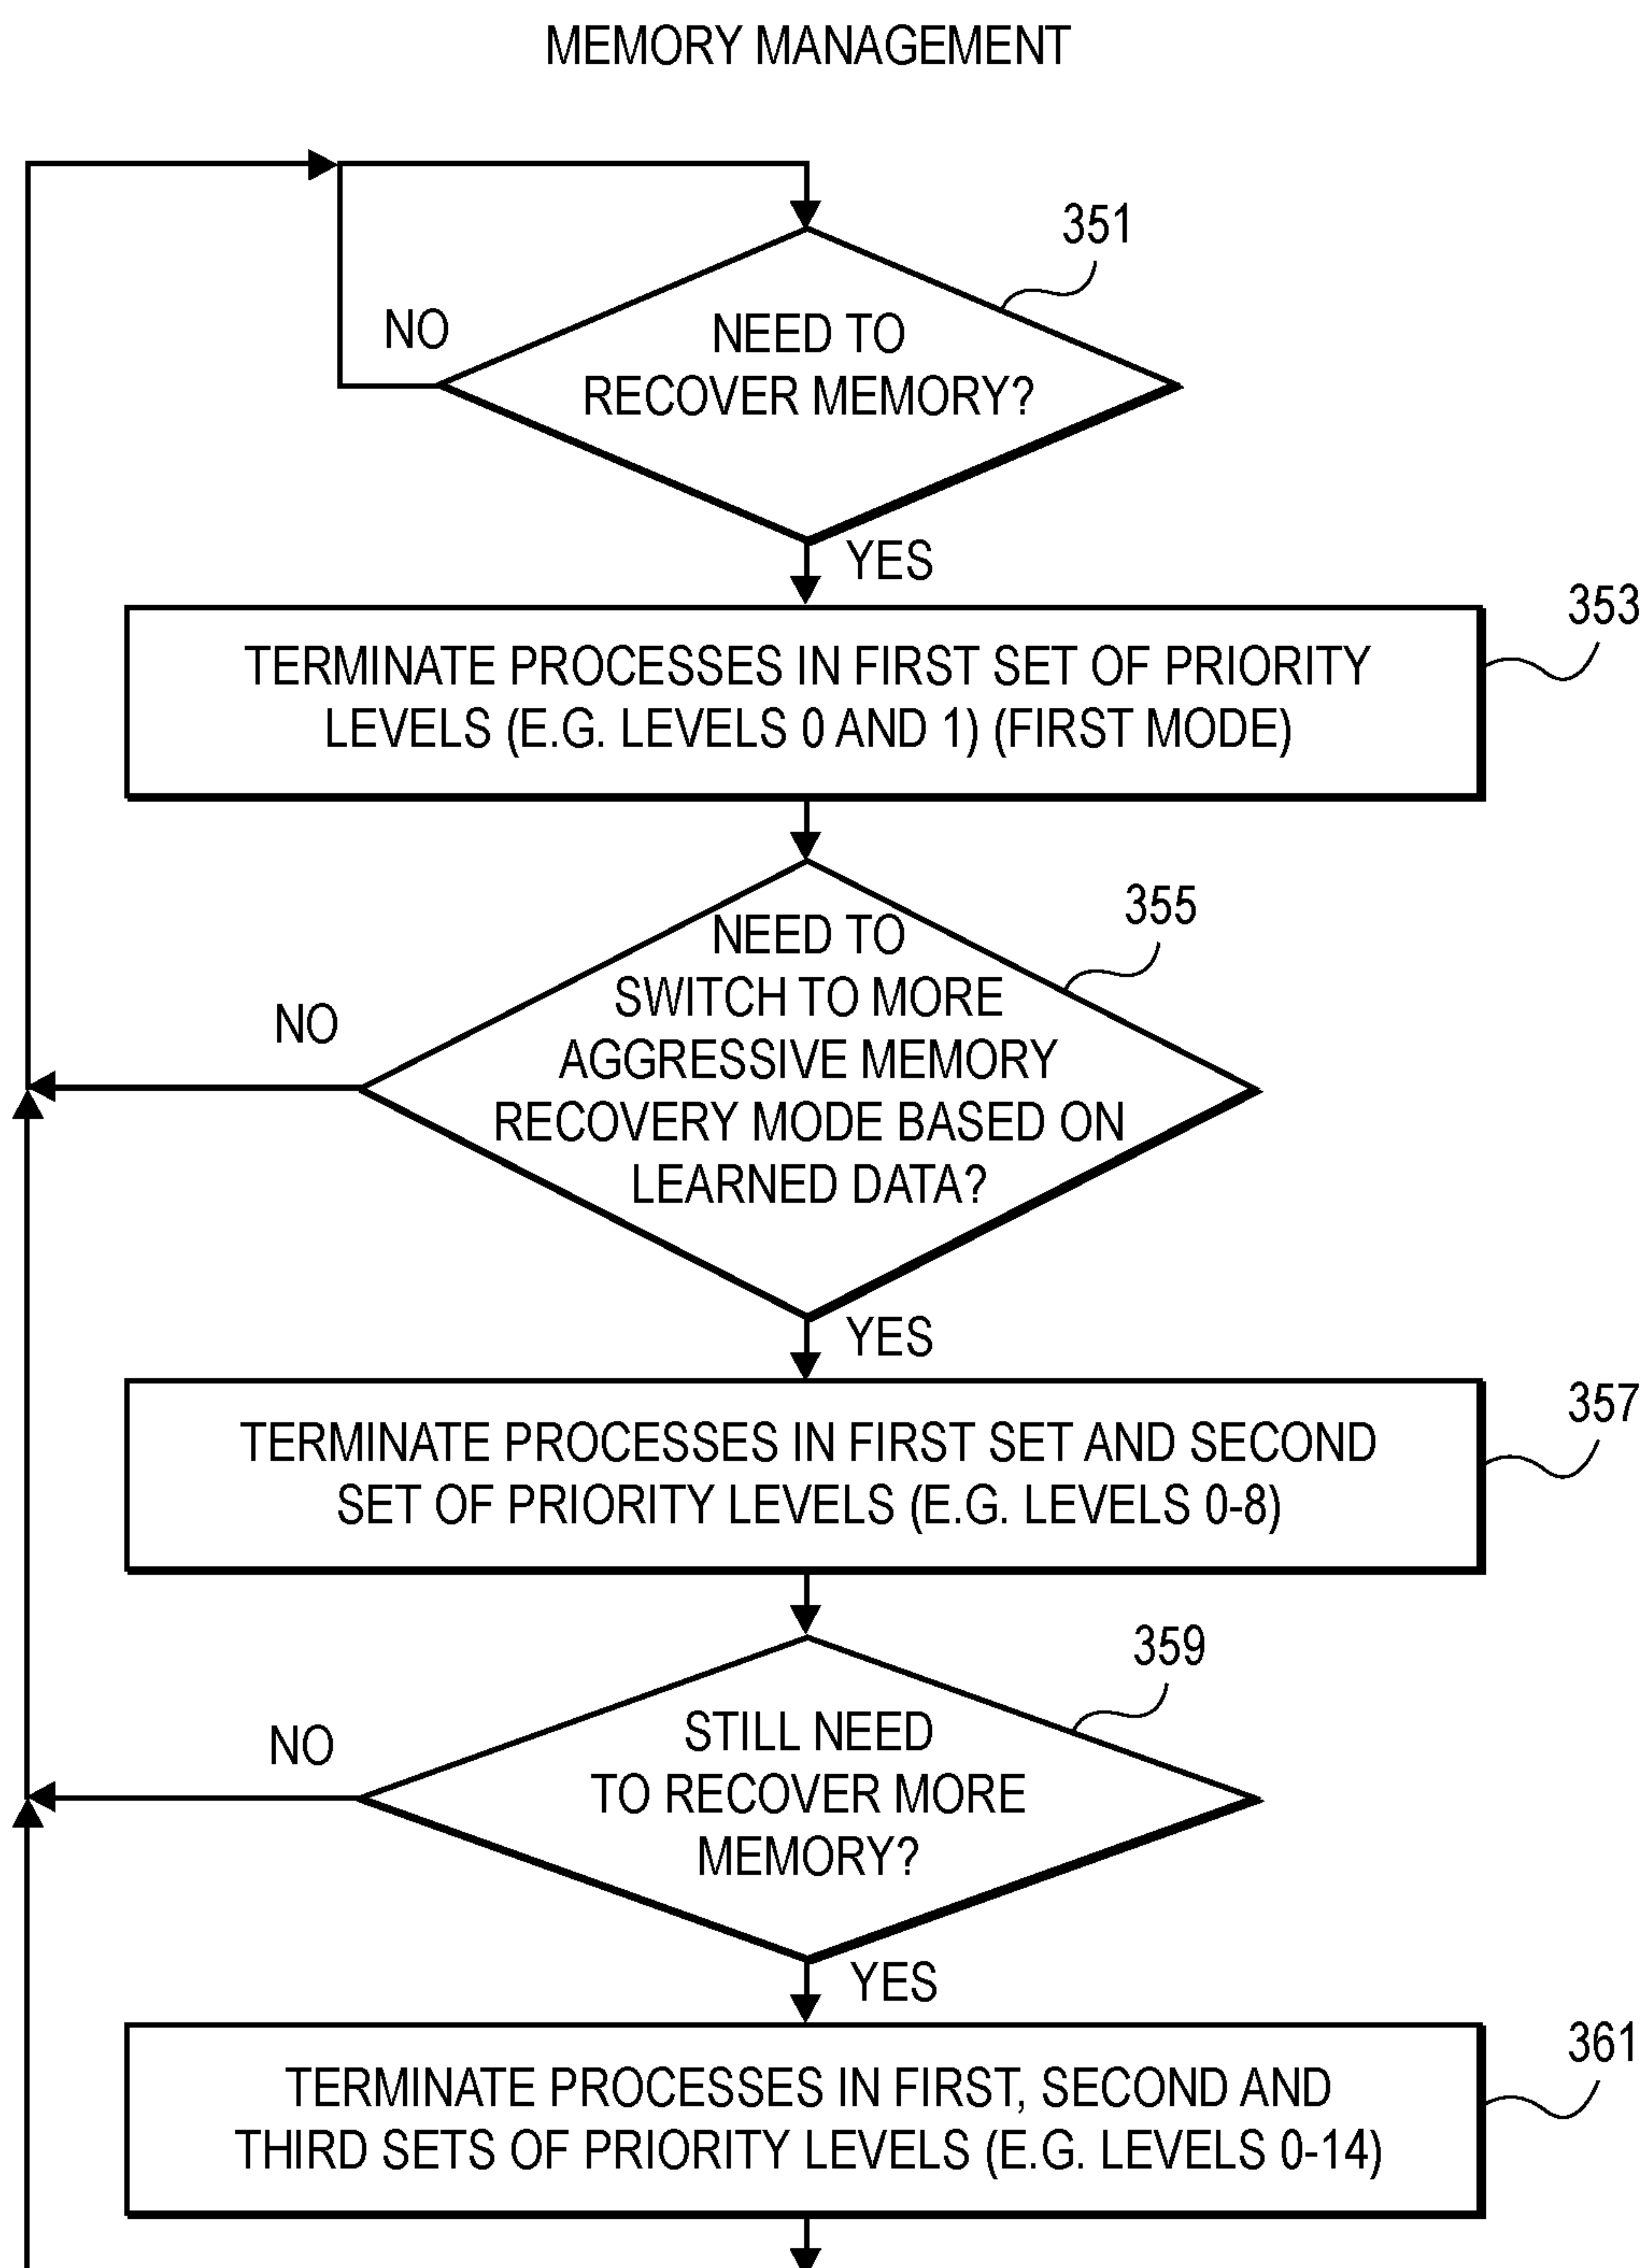 MEMORY MANAGEMENT
351
NO
NEED TO
RECOVER MEMORY?
YES
353
TERMINATE PROCESSES IN FIRST SET OF PRIORITY
LEVELS (E.G. LEVELS 0 AND 1) (FIRST MODE)
355
NO
NEED TO
SWITCH TO MORE
AGGRESSIVE MEMORY
RECOVERY MODE BASED ON
LEARNED DATA?
YES
357
TERMINATE PROCESSES IN FIRST SET AND SECOND
SET OF PRIORITY LEVELS (E.G. LEVELS 0-8)
359
NO
STILL NEED
TO RECOVER MORE
MEMORY?
YES
361
TERMINATE PROCESSES IN FIRST, SECOND AND
THIRD SETS OF PRIORITY LEVELS (E.G. LEVELS 0-14)